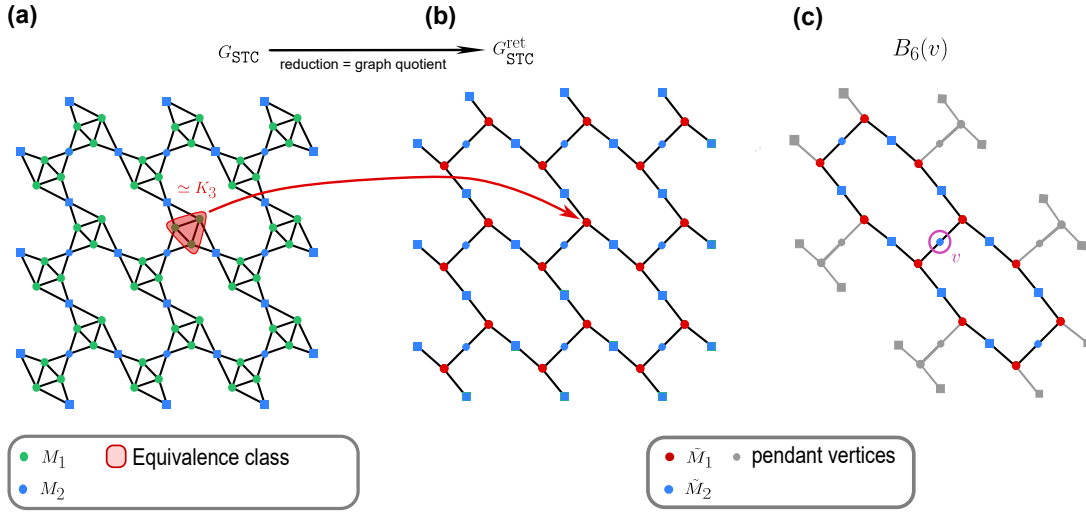 (a)
(b)
(c)
G_STC
G_STC^ret
reduction = graph quotient
B_6(v)
≃ K_3
v
M_1
Equivalence class
M_2
M̃_1
pendant vertices
M̃_2